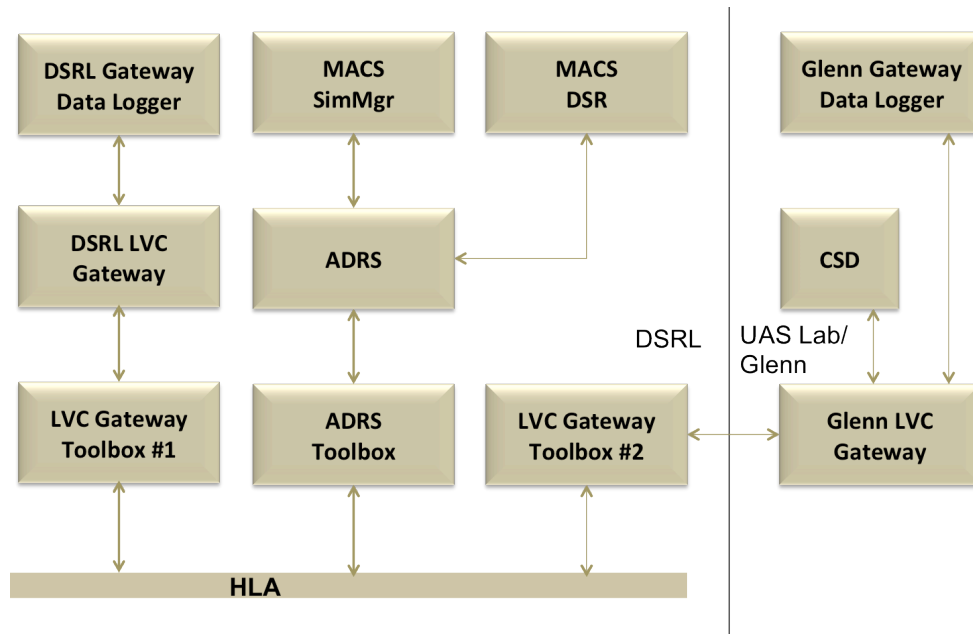 DSRL Gateway
Data Logger
MACS
SimMgr
MACS
DSR
Glenn Gateway
Data Logger
DSRL LVC
Gateway
ADRS
CSD
DSRL
UAS Lab/
Glenn
LVC Gateway
Toolbox #1
ADRS
Toolbox
LVC Gateway
Toolbox #2
Glenn LVC
Gateway
HLA